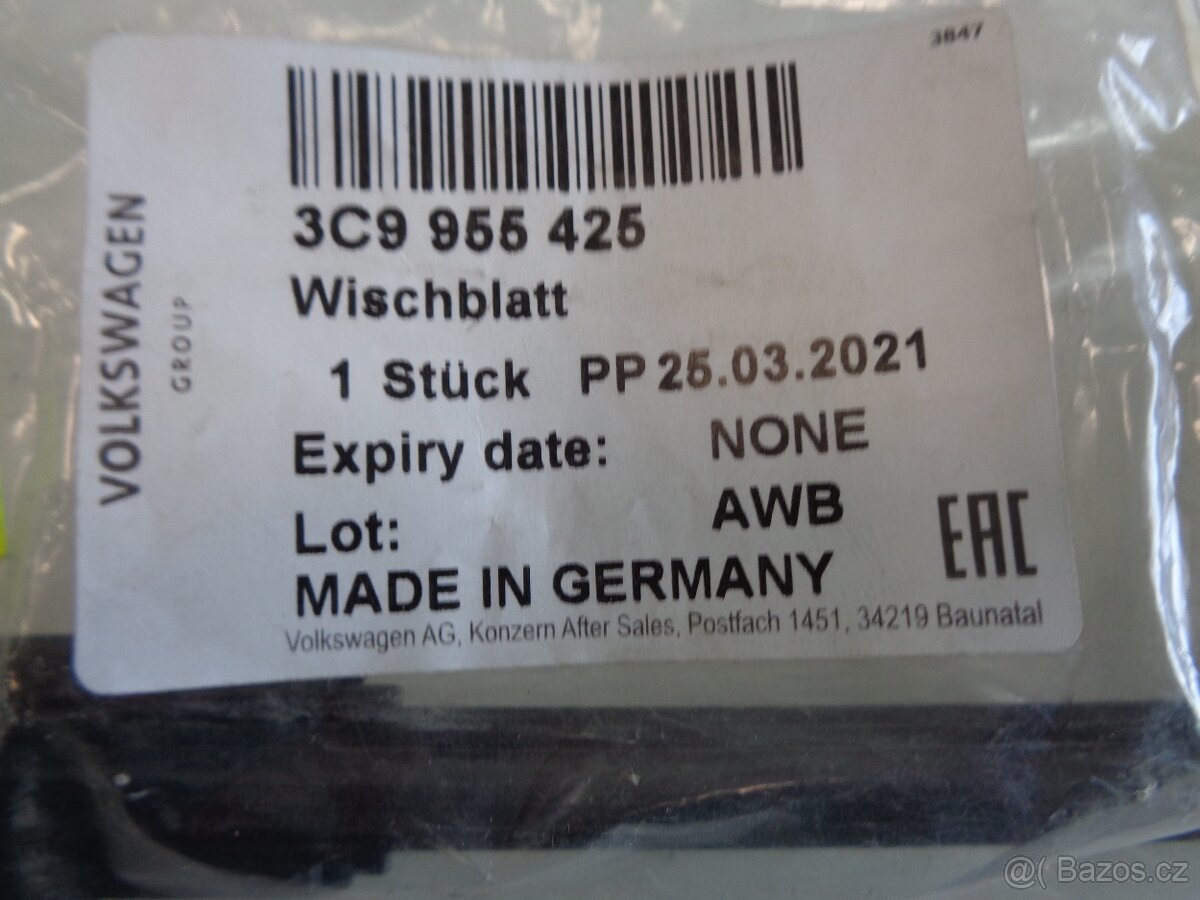 3647
VOLKSWAGEN
GROUP
3C9 955 425
Wischblatt
1 Stück PP 25.03.2021
Expiry date: NONE
Lot: AWB
MADE IN GERMANY
EAC
Volkswagen AG, Konzern After Sales, Postfach 1451, 34219 Baunatal
@( Bazos.cz